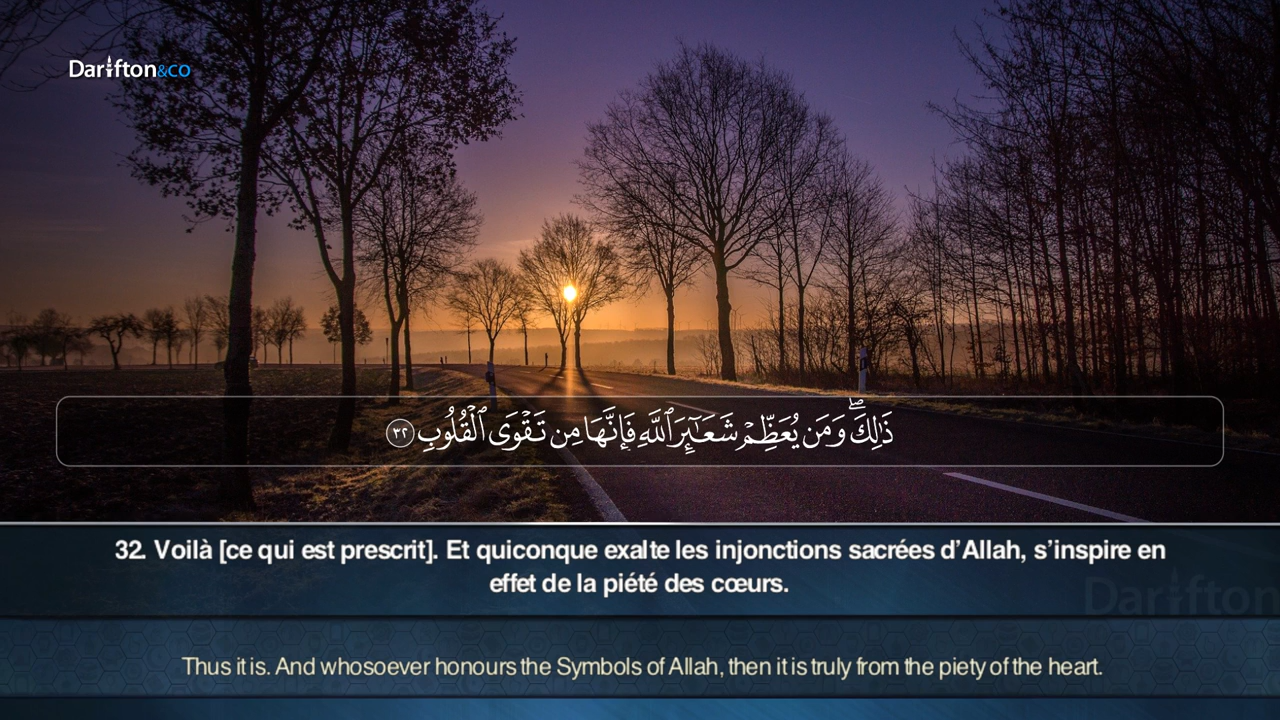 Darifton&co
ذَٰلِكَۖ وَمَن يُعَظِّمْ شَعَـٰٓئِرَ ٱللَّهِ فَإِنَّهَا مِن تَقْوَى ٱلْقُلُوبِ ٣٢
32. Voilà [ce qui est prescrit]. Et quiconque exalte les injonctions sacrées d’Allah, s’inspire en
effet de la piété des cœurs.
Darifton
Thus it is. And whosoever honours the Symbols of Allah, then it is truly from the piety of the heart.